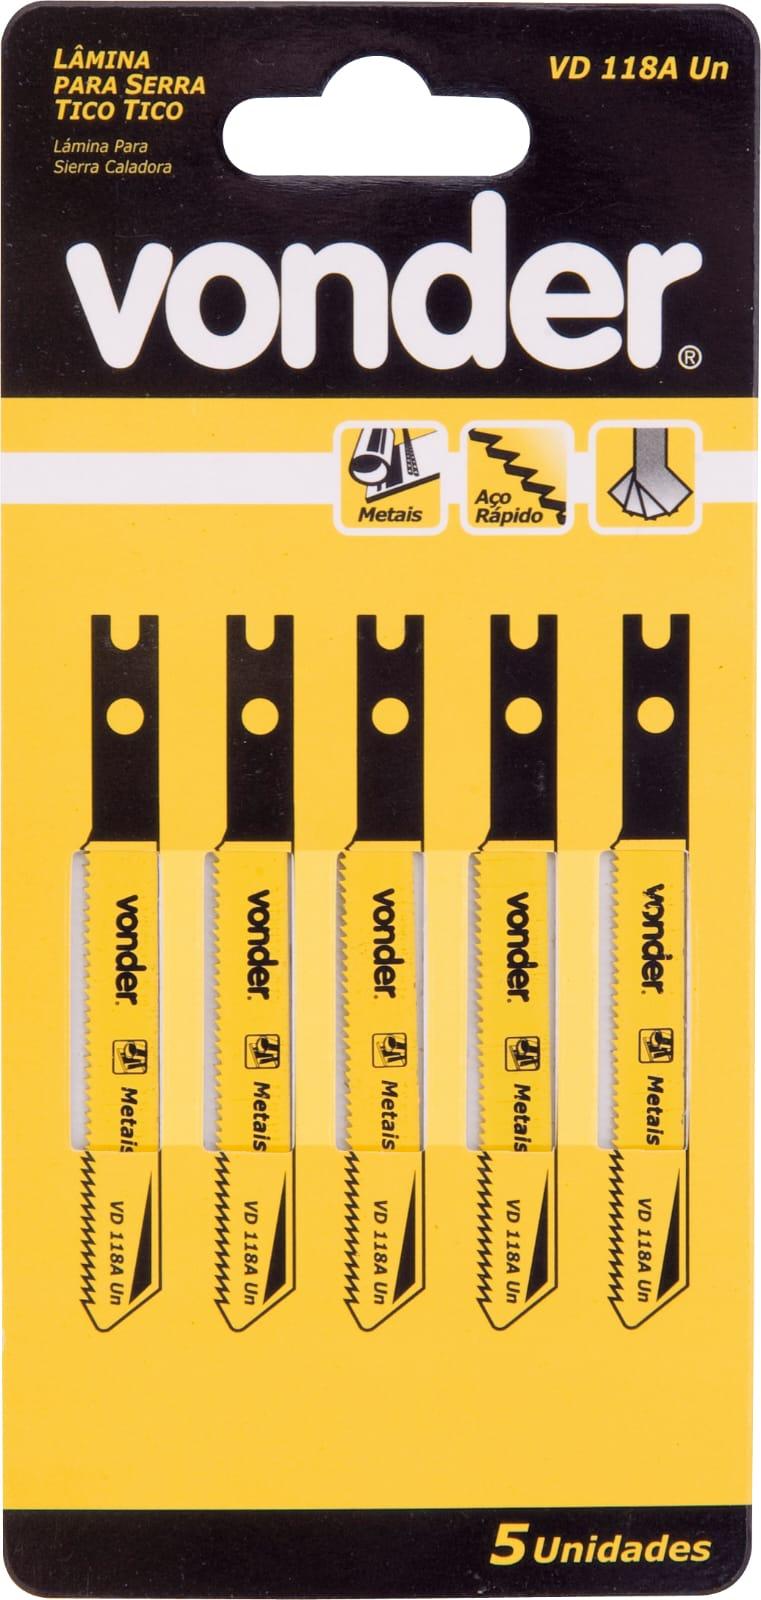 LÂMINA
PARA SERRA
TICO TICO
Lámina Para
Sierra Caladora
VD 118A Un
vonder®
Metais
Aço
Rápido
vonder.
Metais
VD 118A Un
vonder.
Metais
VD 118A Un
vonder.
Metais
VD 118A Un
vonder.
Metais
VD 118A Un
vonder.
Metais
VD 118A Un
5 Unidades